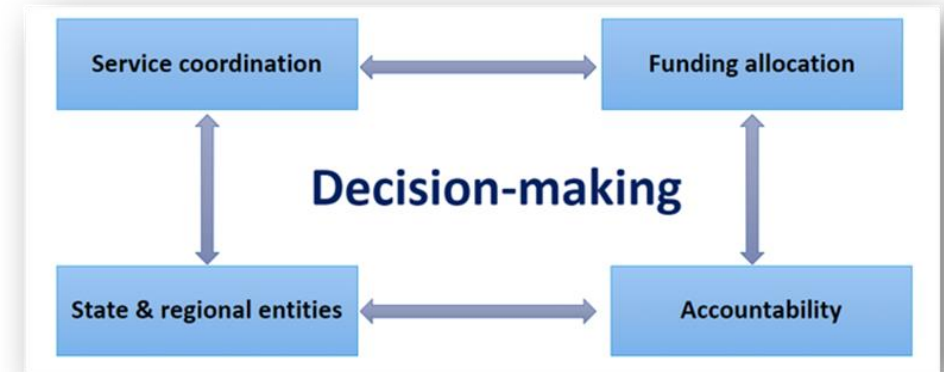 Service coordination
Funding allocation
Decision-making
State & regional entities
Accountability